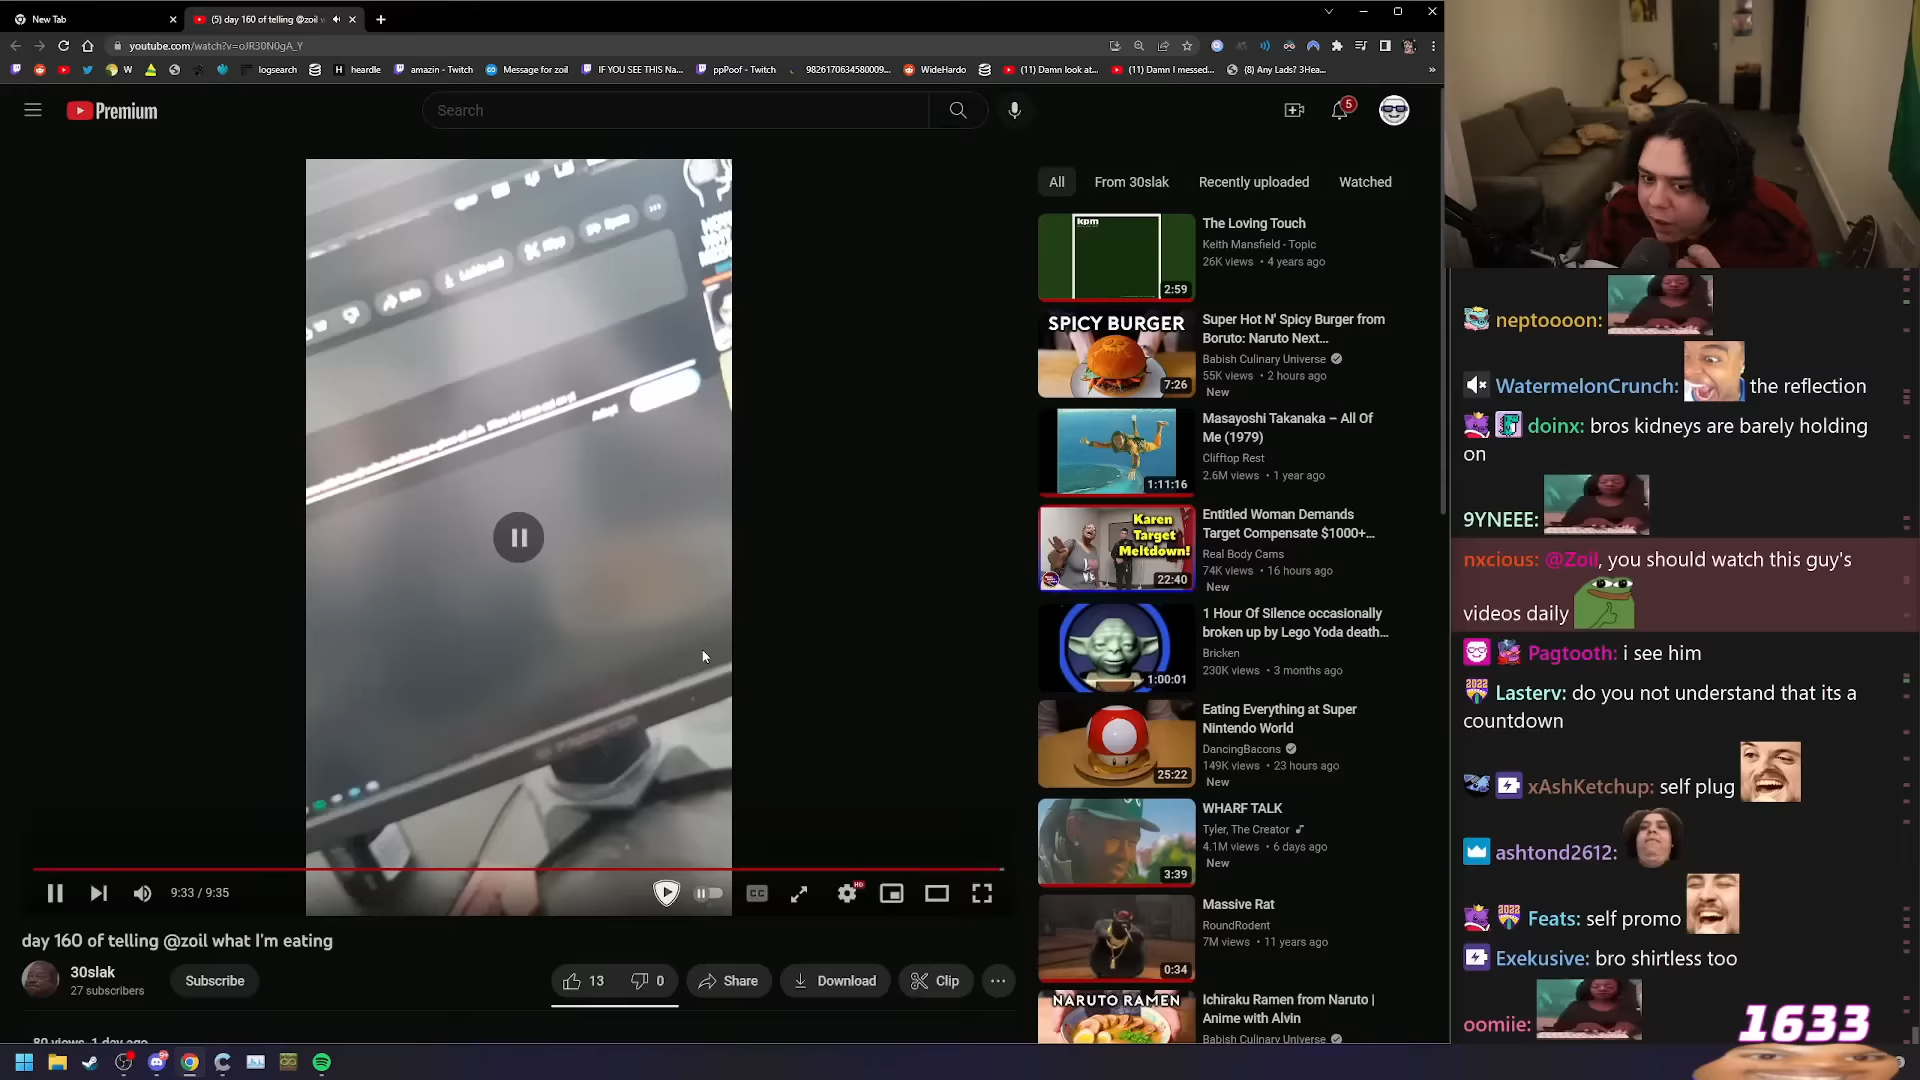 New Tab
(5) day 160 of telling @zoil w
youtube.com/watch?v=oJR30N0gA_Y
W
logsearch
heardle
amazin - Twitch
Message for zoil
IF YOU SEE THIS Na...
ppPoof - Twitch
9826170634580009...
WideHardo
(11) Damn look at...
(11) Damn I messed...
(8) Any Lads? 3Hea...
Premium
Search
5
All
From 30slak
Recently uploaded
Watched
kpm
2:59
The Loving Touch
Keith Mansfield - Topic
26K views • 4 years ago
SPICY BURGER
7:26
Super Hot N' Spicy Burger from
Boruto: Naruto Next...
Babish Culinary Universe
55K views • 2 hours ago
New
1:11:16
Masayoshi Takanaka – All Of
Me (1979)
Clifftop Rest
2.6M views • 1 year ago
Karen
Target
Meltdown!
22:40
Entitled Woman Demands
Target Compensate $1000+...
Real Body Cams
74K views • 16 hours ago
New
1:00:01
1 Hour Of Silence occasionally
broken up by Lego Yoda death...
Bricken
230K views • 3 months ago
25:22
Eating Everything at Super
Nintendo World
DancingBacons
149K views • 23 hours ago
New
3:39
WHARF TALK
Tyler, The Creator
4.1M views • 6 days ago
New
0:34
Massive Rat
RoundRodent
7M views • 11 years ago
NARUTO RAMEN
Ichiraku Ramen from Naruto |
Anime with Alvin
Babish Culinary Universe
9:33 / 9:35
CC
HD
day 160 of telling @zoil what I'm eating
30slak
27 subscribers
Subscribe
13
0
Share
Download
Clip
80 views 1 day ago
neptoooon:
WatermelonCrunch: the reflection
doinx: bros kidneys are barely holding
on
9YNEEE:
nxcious: @Zoil, you should watch this guy's
videos daily
Pagtooth: i see him
Lasterv: do you not understand that its a
countdown
xAshKetchup: self plug
ashtond2612:
Feats: self promo
Exekusive: bro shirtless too
oomiie:
1633